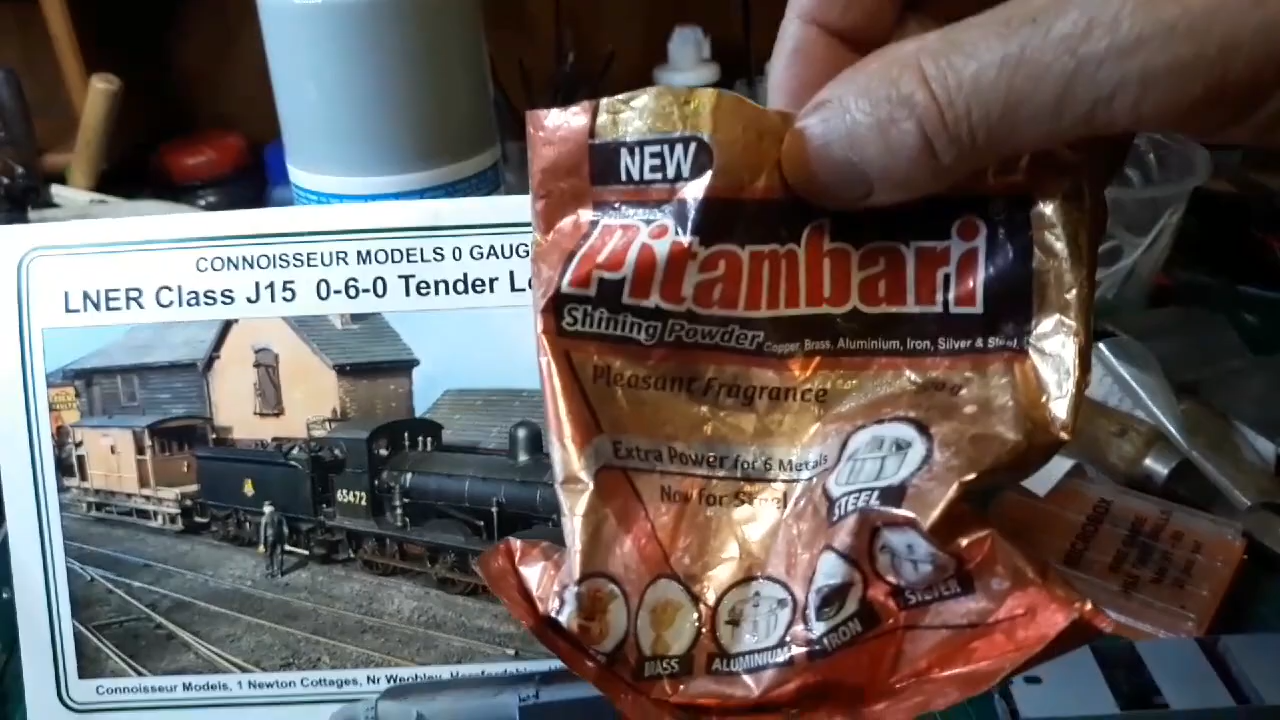 CONNOISSEUR MODELS 0 GAUG
LNER Class J15 0-6-0 Tender L
65472
Connoisseur Models, 1 Newton Cottages, Nr Weobley, Herefordshire
NEW
Pitambari
Shining Powder
Copper, Brass, Aluminium, Iron, Silver & Steel
Pleasant Fragrance
Extra Power for 6 Metals
Now for Steel
STEEL
BRASS
ALUMINIUM
IRON
SILVER
MICROBOX